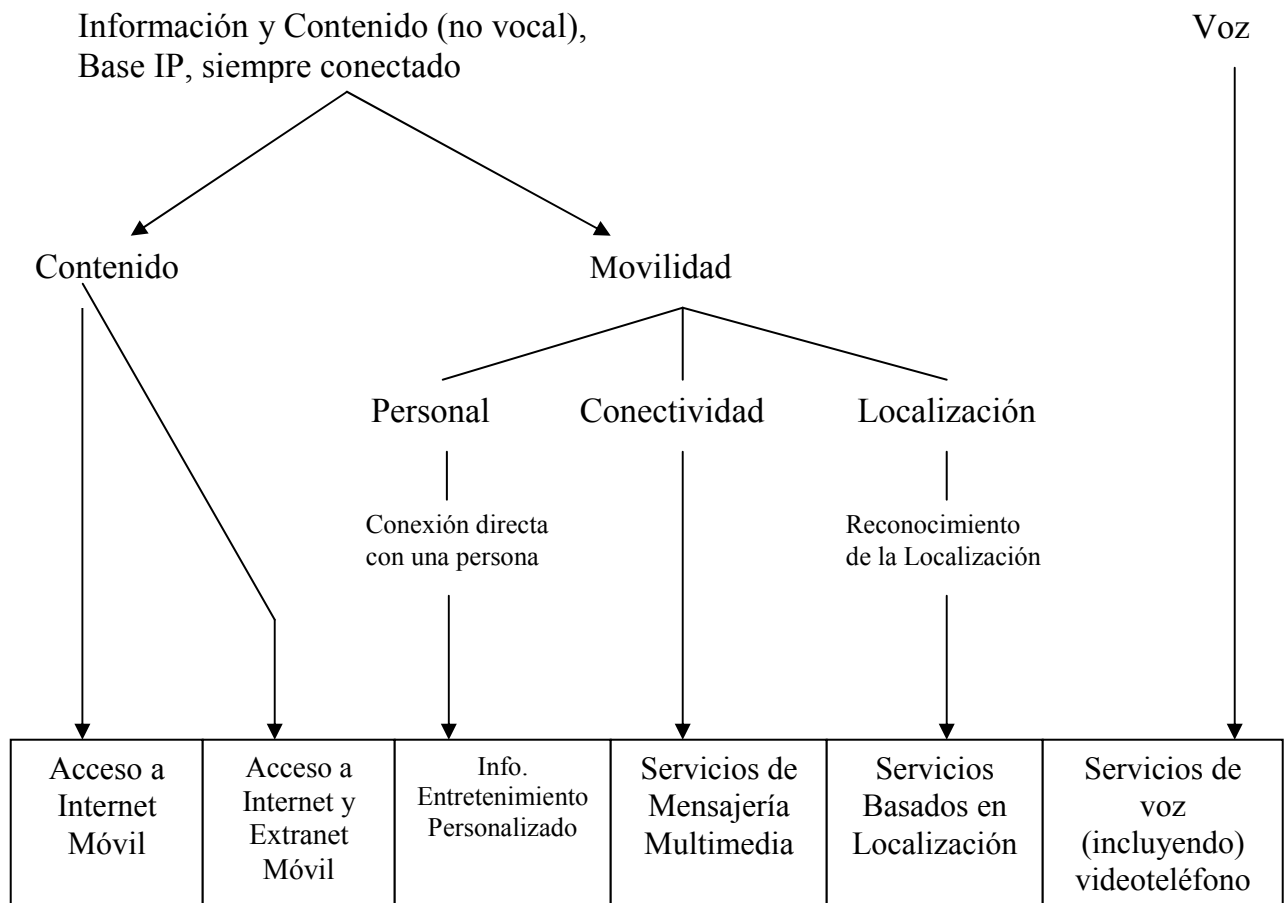 Información y Contenido (no vocal),
Base IP, siempre conectado
Voz
Contenido
Movilidad
Personal
Conectividad
Localización
Conexión directa
con una persona
Reconocimiento
de la Localización
Acceso a
Internet
Móvil
Acceso a
Internet y
Extranet
Móvil
Info.
Entretenimiento
Personalizado
Servicios de
Mensajería
Multimedia
Servicios
Basados en
Localización
Servicios de
voz
(incluyendo)
videoteléfono